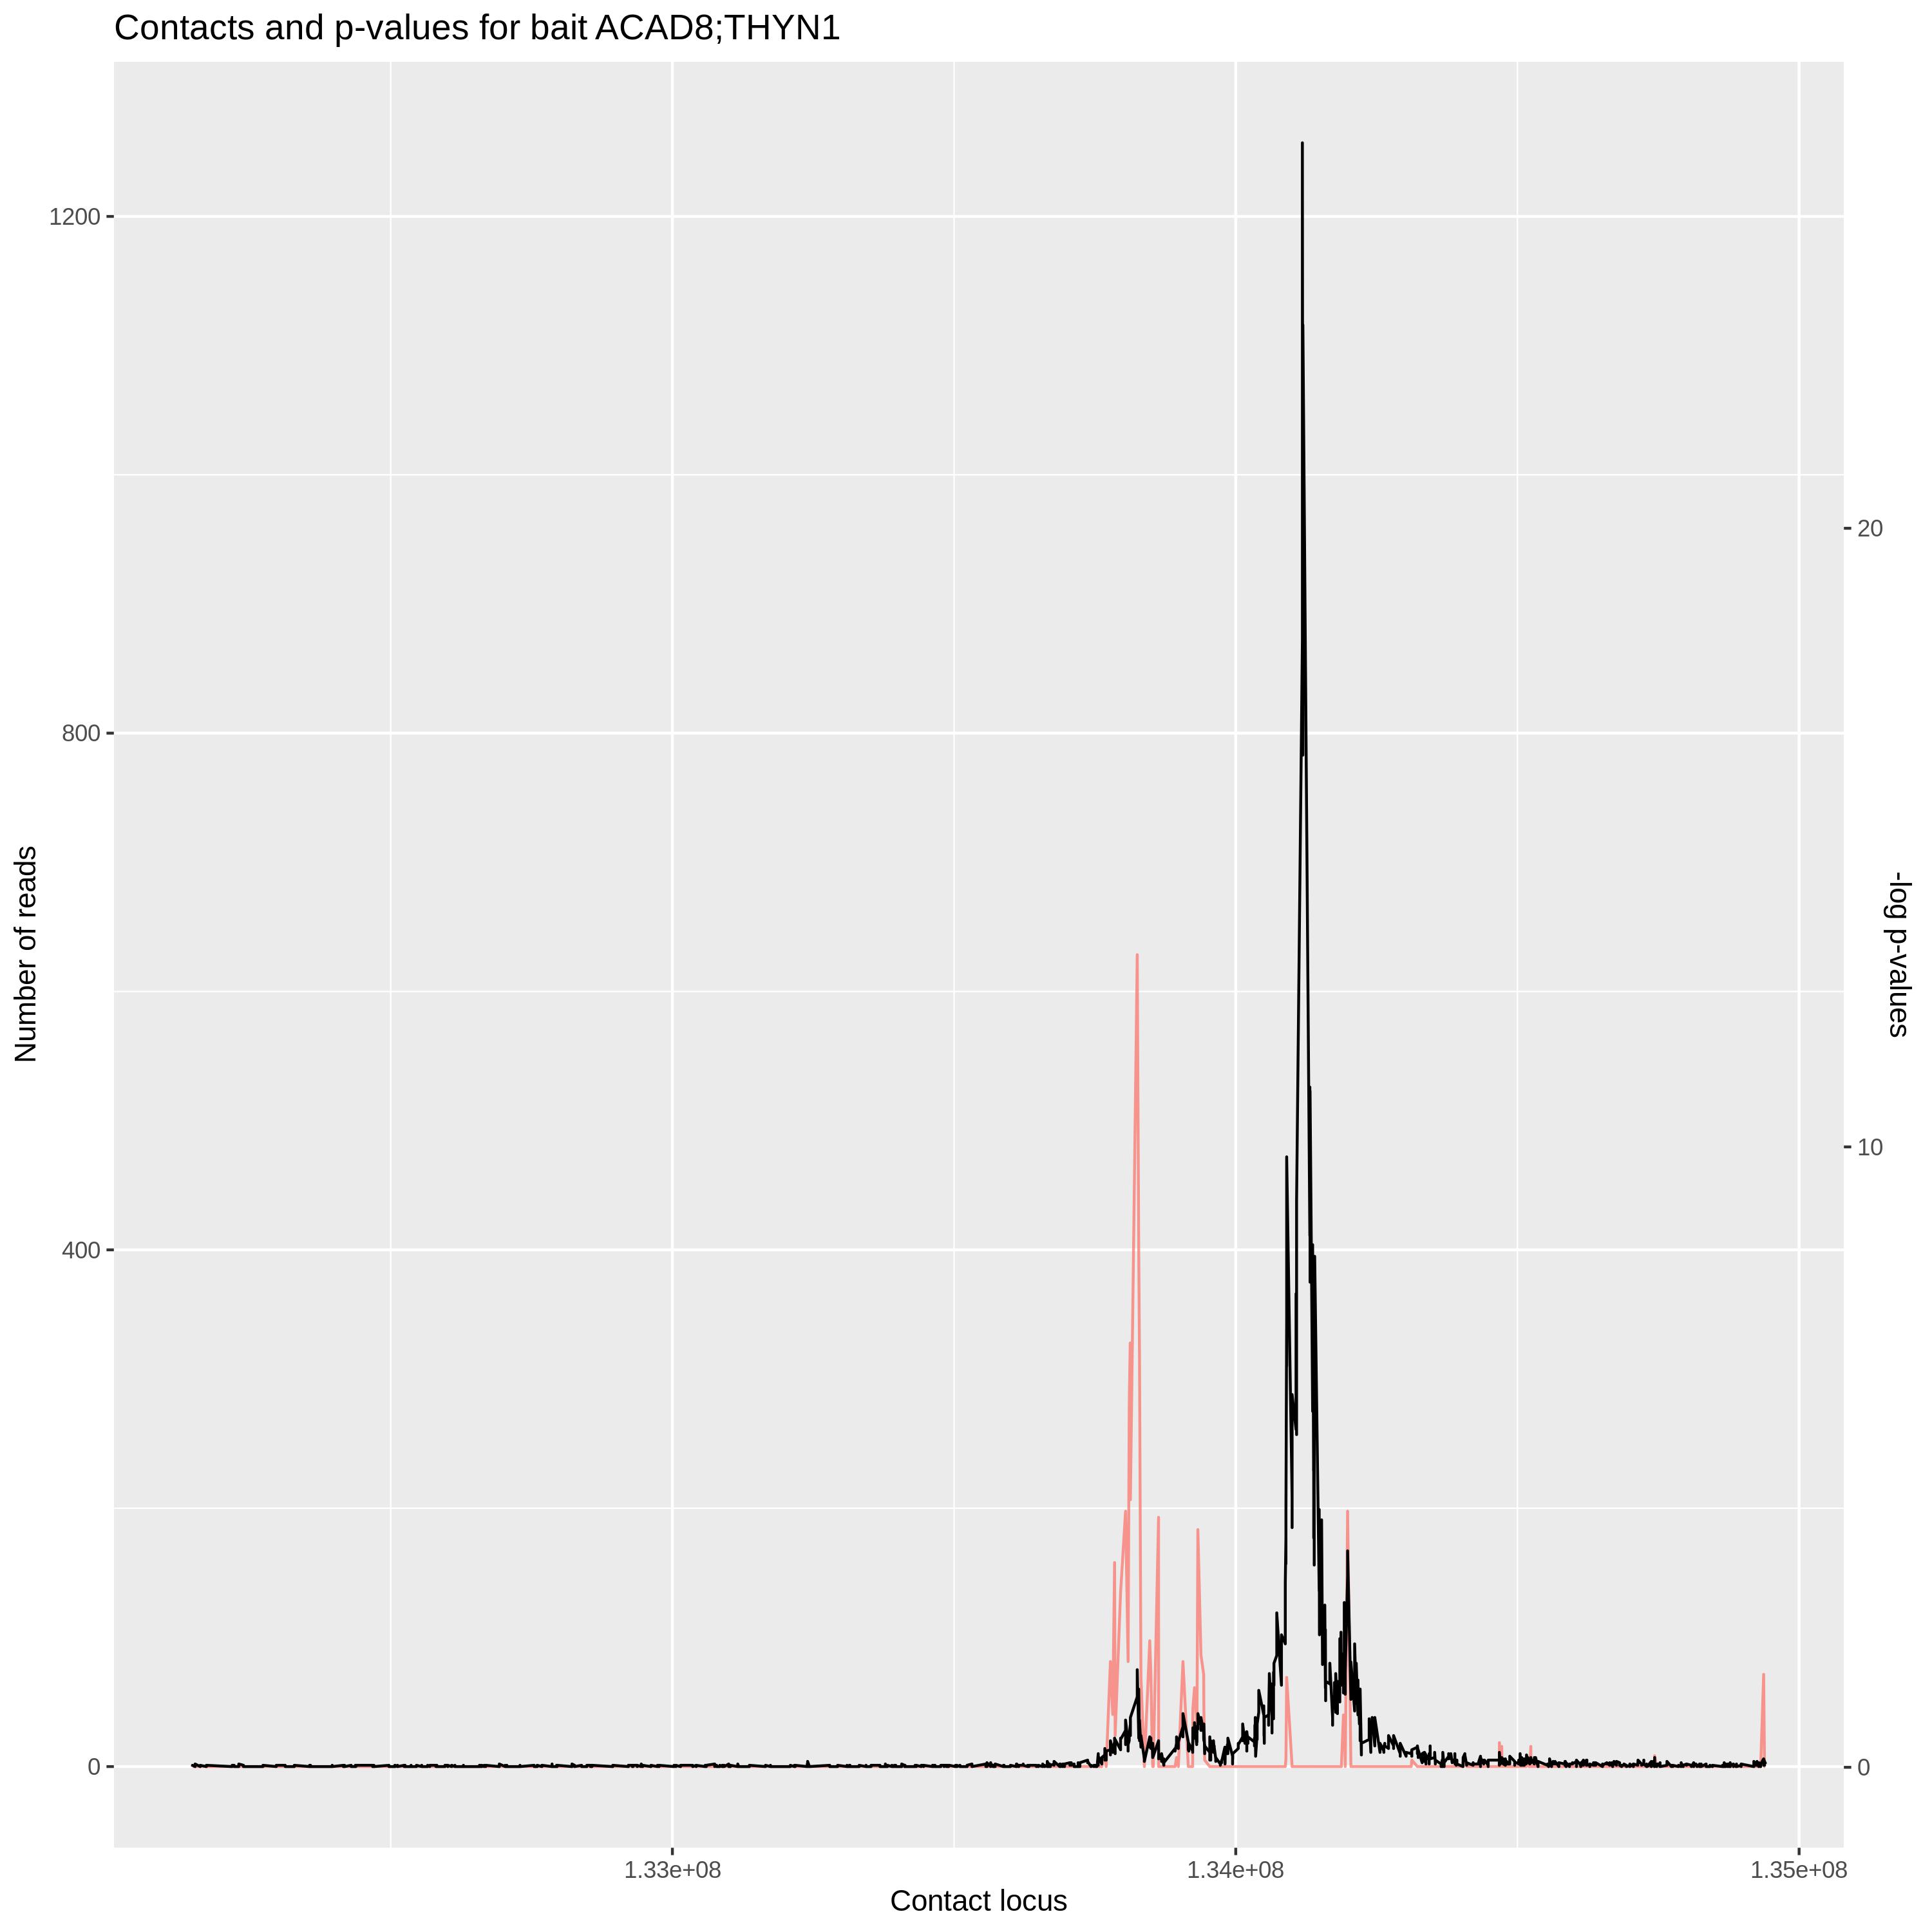 Contacts and p-values for bait ACAD8;THYN1
1200
800
400
0
Number of reads
20
10
0
-log p-values
1.33e+08
1.34e+08
1.35e+08
Contact locus